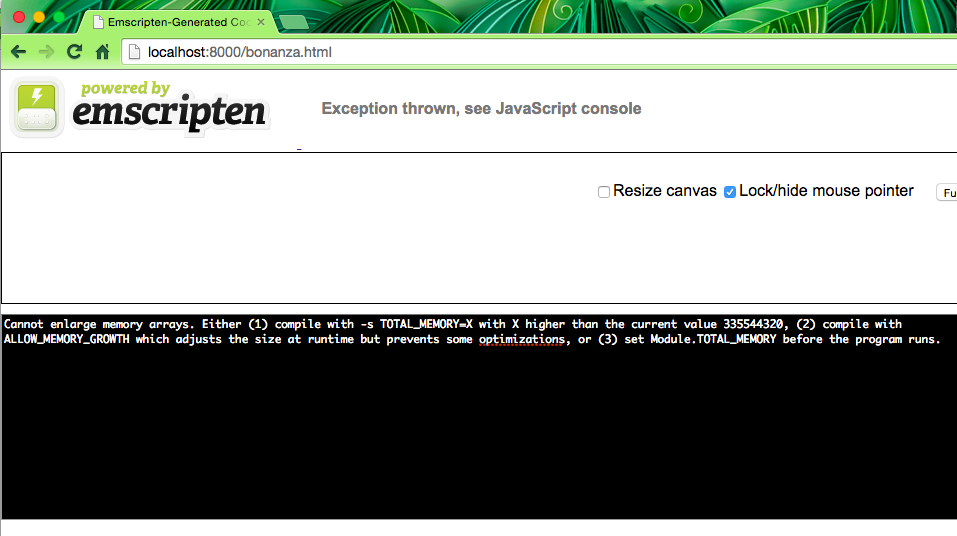 Emscripten-Generated Coc
localhost:8000/bonanza.html
powered by
emscripten
Exception thrown, see JavaScript console
Resize canvas Lock/hide mouse pointer Fu
Cannot enlarge memory arrays. Either (1) compile with -s TOTAL_MEMORY=X with X higher than the current value 335544320, (2) compile with
ALLOW_MEMORY_GROWTH which adjusts the size at runtime but prevents some optimizations, or (3) set Module.TOTAL_MEMORY before the program runs.